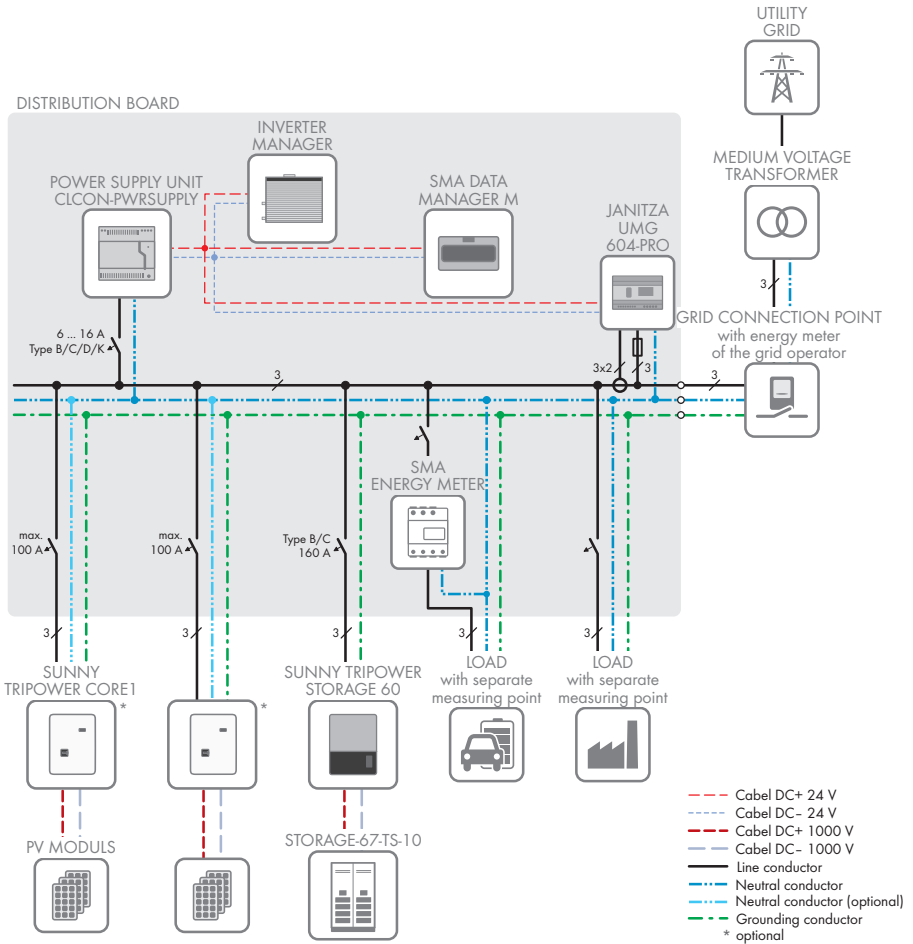 UTILITY
GRID
DISTRIBUTION BOARD
INVERTER
MANAGER
MEDIUM VOLTAGE
TRANSFORMER
POWER SUPPLY UNIT
CLCON-PWRSUPPLY
SMA DATA
MANAGER M
JANITZA
UMG
604-PRO
3
GRID CONNECTION POINT
with energy meter
of the grid operator
6 ... 16 A
Type B/C/D/K
3x2
3
3
3
SMA
ENERGY METER
max.
100 A
max.
100 A
Type B/C
160 A
3
3
3
3
3
SUNNY
TRIPOWER CORE1
*
*
SUNNY TRIPOWER
STORAGE 60
LOAD
with separate
measuring point
LOAD
with separate
measuring point
PV MODULS
STORAGE-67-TS-10
Cabel DC+ 24 V
Cabel DC– 24 V
Cabel DC+ 1000 V
Cabel DC– 1000 V
Line conductor
Neutral conductor
Neutral conductor (optional)
Grounding conductor
* optional